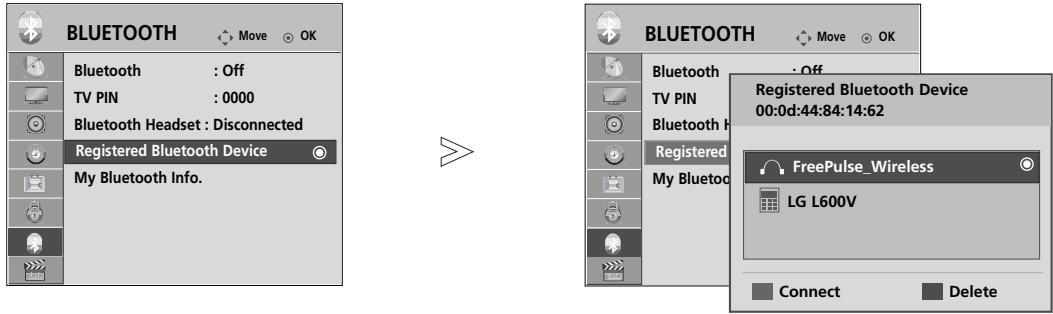 BLUETOOTH Move OK
Bluetooth : Off
TV PIN : 0000
Bluetooth Headset : Disconnected
Registered Bluetooth Device
My Bluetooth Info.
BLUETOOTH Move OK
Bluetooth : Off
TV PIN
Bluetooth H
Registered
My Bluetoo
Registered Bluetooth Device
00:0d:44:84:14:62
FreePulse_Wireless
LG L600V
Connect Delete